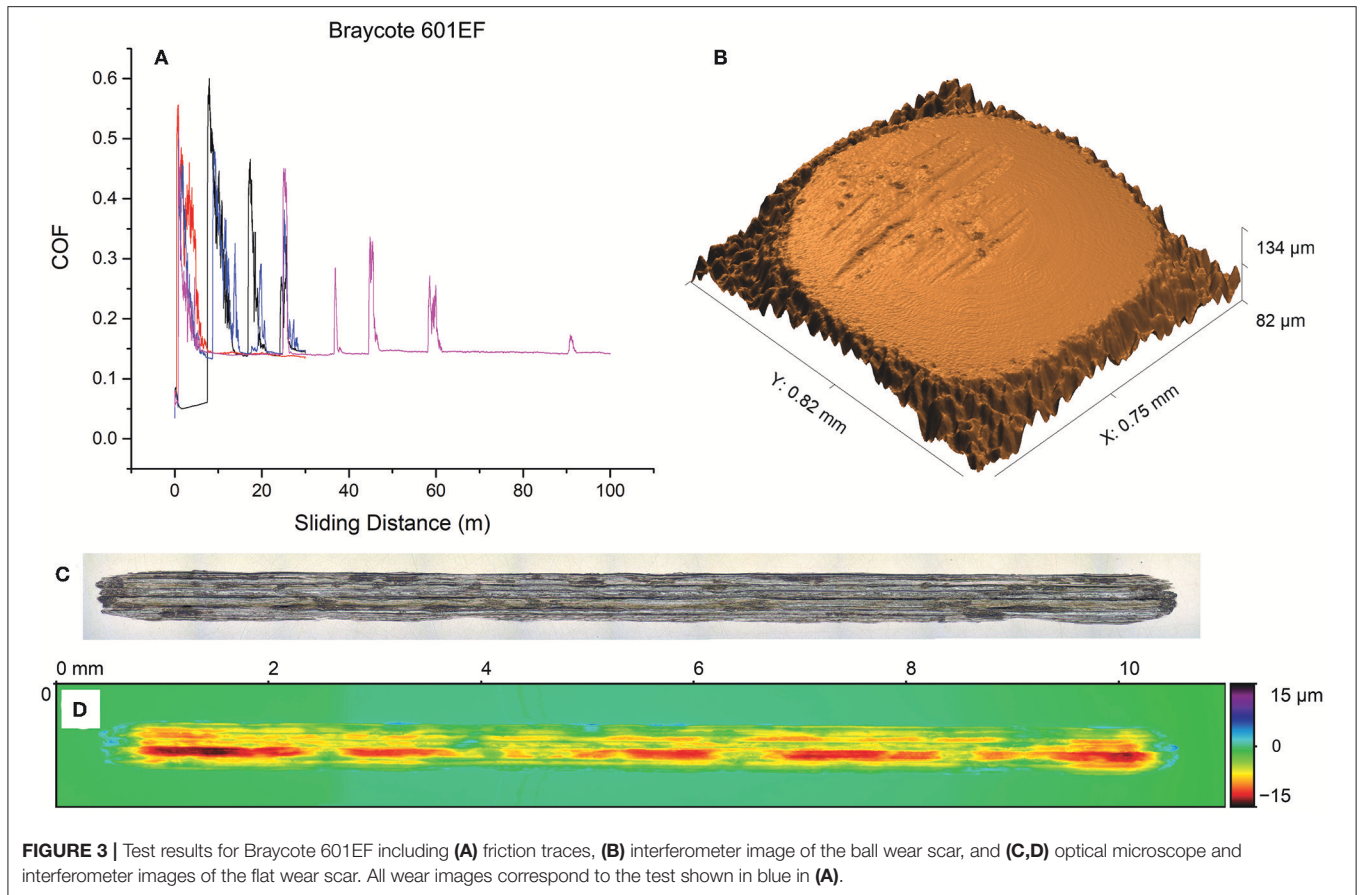 Braycote 601EF
A
0.6
0.5
0.4
0.3
0.2
0.1
0.0
COF
0 20 40 60 80 100
Sliding Distance (m)
B
134 µm
82 µm
Y: 0.82 mm
X: 0.75 mm
C
0 mm 2 4 6 8 10
0
D
15 µm
0
−15
FIGURE 3 | Test results for Braycote 601EF including (A) friction traces, (B) interferometer image of the ball wear scar, and (C,D) optical microscope and
interferometer images of the flat wear scar. All wear images correspond to the test shown in blue in (A).